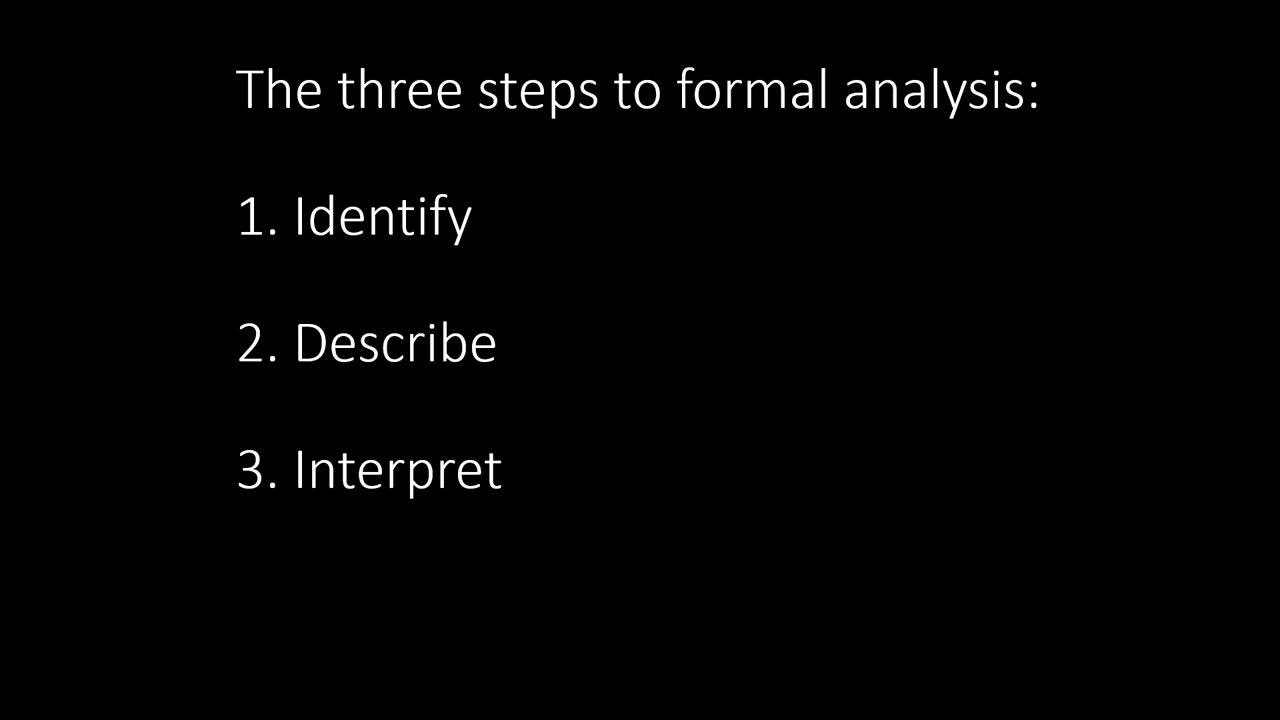 The three steps to formal analysis:
1. Identify
2. Describe
3. Interpret